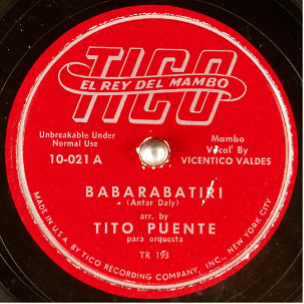 TICO
EL REY DEL MAMBO
Unbreakable Under
Normal Use
10-021 A
Mambo
Vocal By
VICENTICO VALDES
BABARABATIRI
(Antar Daly)
arr. by
TITO PUENTE
para orquesta
TR 193
MADE IN U.S.A. BY TICO RECORDING COMPANY, INC., NEW YORK CITY